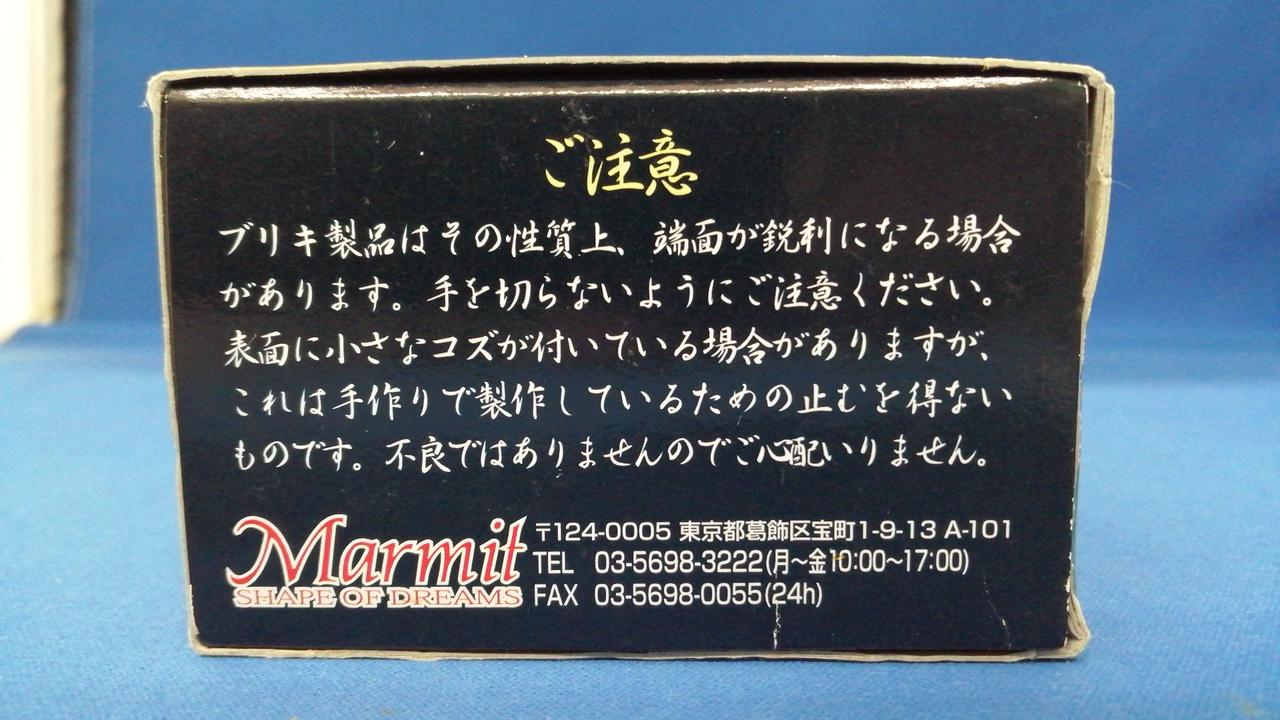 ご注意
ブリキ製品はその性質上、端面が鋭利になる場合
があります。手を切らないようにご注意ください。
表面に小さなコズが付いている場合がありますが、
これは手作りで製作しているための止むを得ない
ものです。不良ではありませんのでご心配いりません。
Marmit
SHAPE OF DREAMS
〒124-0005 東京都葛飾区宝町1-9-13 A-101
TEL 03-5698-3222(月～金10:00～17:00)
FAX 03-5698-0055(24h)